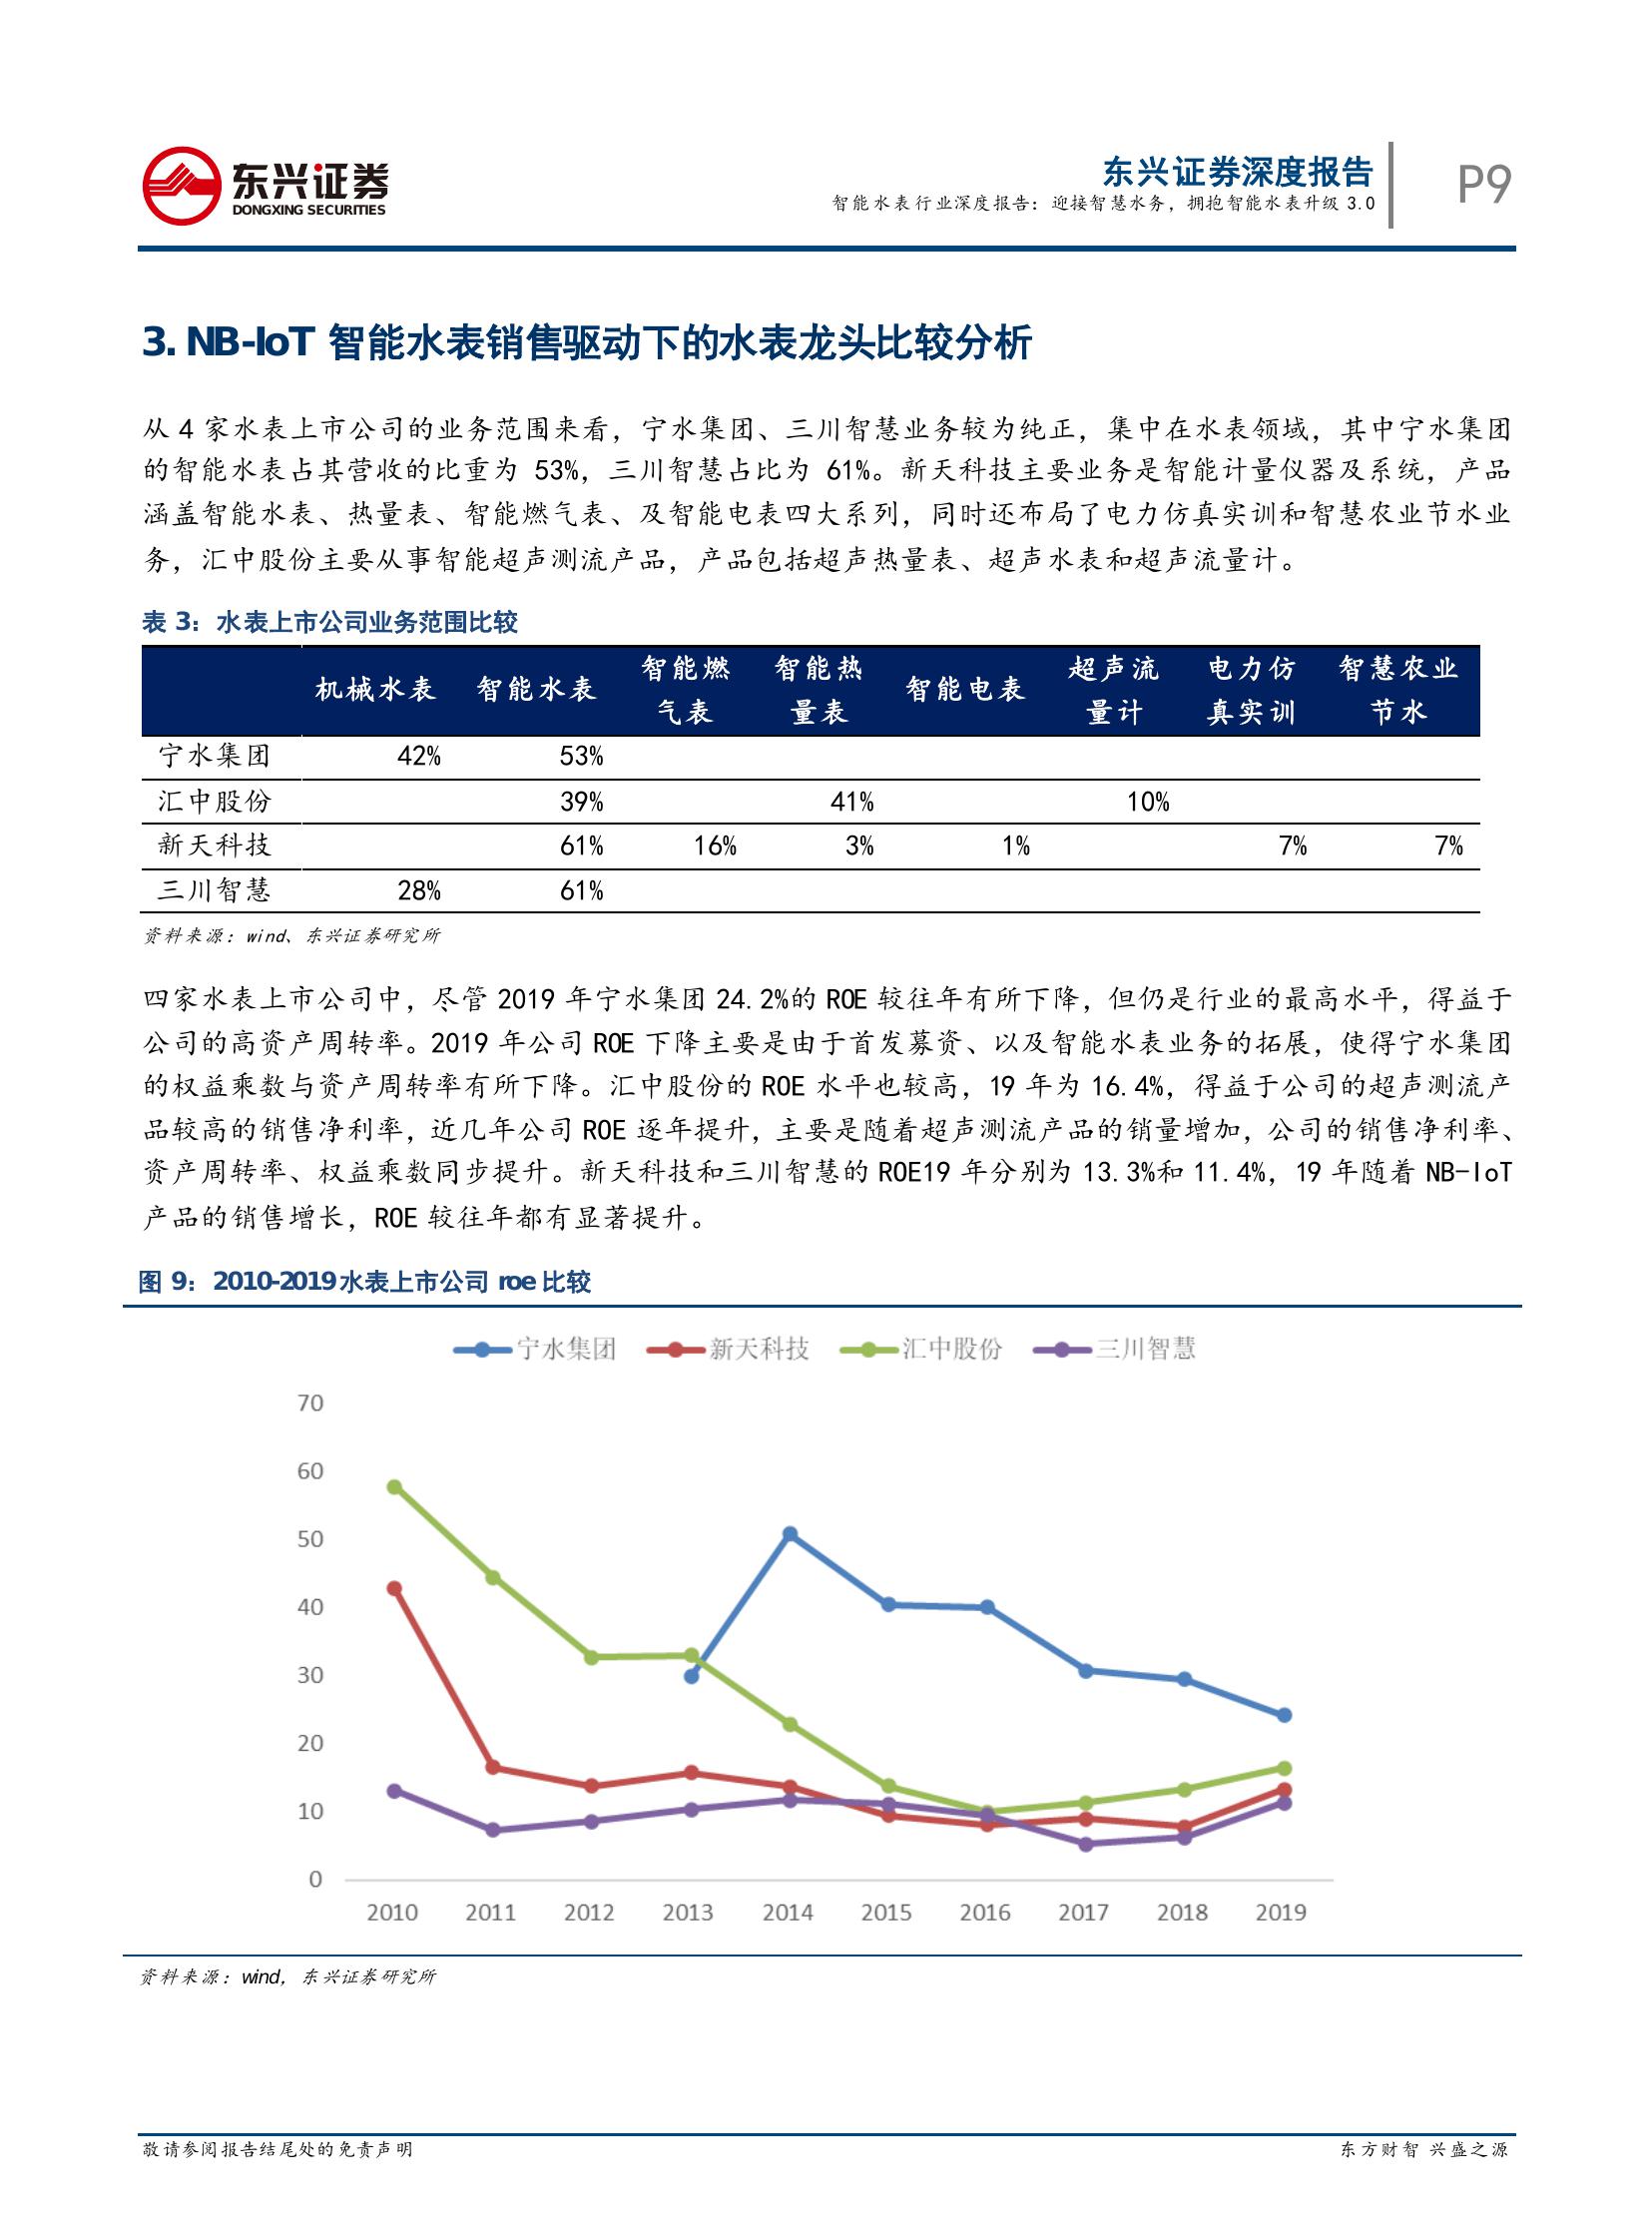 东兴证券
DONGXING SECURITIES
东兴证券深度报告
智能水表行业深度报告：迎接智慧水务，拥抱智能水表升级 3.0
P9
3. NB-IoT 智能水表销售驱动下的水表龙头比较分析
从 4 家水表上市公司的业务范围来看，宁水集团、三川智慧业务较为纯正，集中在水表领域，其中宁水集团
的智能水表占其营收的比重为 53%，三川智慧占比为 61%。新天科技主要业务是智能计量仪器及系统，产品
涵盖智能水表、热量表、智能燃气表、及智能电表四大系列，同时还布局了电力仿真实训和智慧农业节水业
务，汇中股份主要从事智能超声测流产品，产品包括超声热量表、超声水表和超声流量计。
表 3：水表上市公司业务范围比较
机械水表 智能水表 智能燃气表 智能热量表 智能电表 超声流量计 电力仿真实训 智慧农业节水
宁水集团 42% 53%
汇中股份 39% 41% 10%
新天科技 61% 16% 3% 1% 7% 7%
三川智慧 28% 61%
资料来源：wind、东兴证券研究所
四家水表上市公司中，尽管 2019 年宁水集团 24.2%的 ROE 较往年有所下降，但仍是行业的最高水平，得益于
公司的高资产周转率。2019 年公司 ROE 下降主要是由于首发募资、以及智能水表业务的拓展，使得宁水集团
的权益乘数与资产周转率有所下降。汇中股份的 ROE 水平也较高，19 年为 16.4%，得益于公司的超声测流产
品较高的销售净利率，近几年公司 ROE 逐年提升，主要是随着超声测流产品的销量增加，公司的销售净利率、
资产周转率、权益乘数同步提升。新天科技和三川智慧的 ROE19 年分别为 13.3%和 11.4%，19 年随着 NB-IoT
产品的销售增长，ROE 较往年都有显著提升。
图 9：2010-2019水表上市公司 roe 比较
宁水集团 新天科技 汇中股份 三川智慧
70
60
50
40
30
20
10
0
2010 2011 2012 2013 2014 2015 2016 2017 2018 2019
资料来源：wind，东兴证券研究所
敬请参阅报告结尾处的免责声明
东方财智 兴盛之源